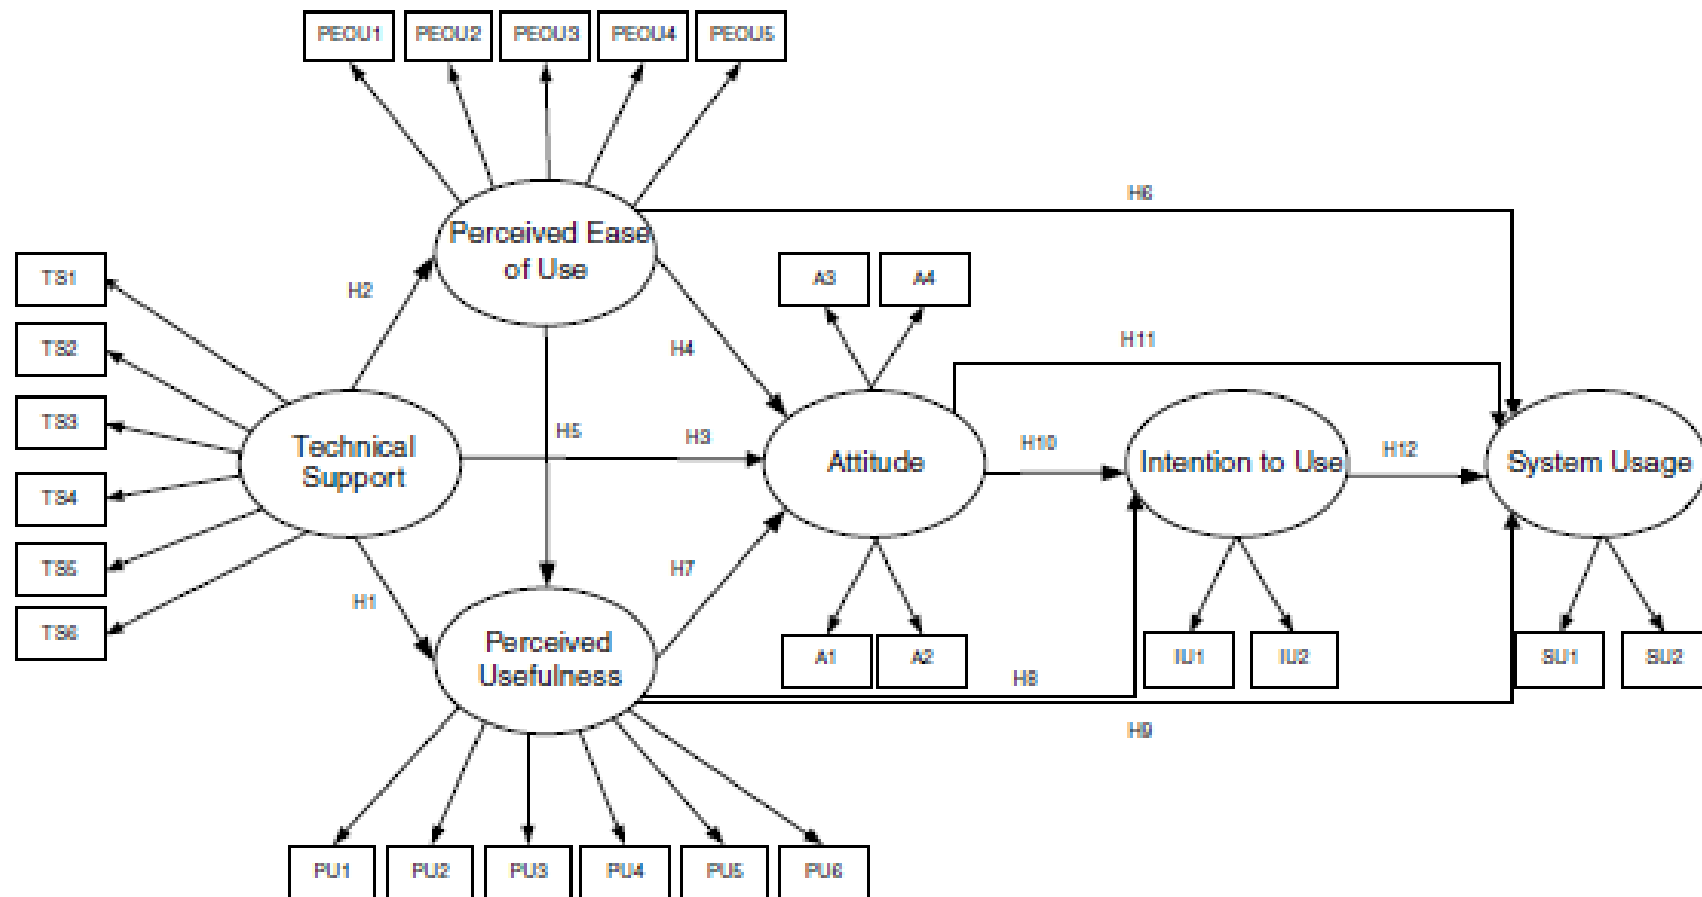 PEOU1 PEOU2 PEOU3 PEOU4 PEOU5
H6
Perceived Ease
of Use
TS1
A3 A4
H2
TS2
H4
H11
TS3
H5
H3
Technical
Support
Attitude
H10
Intention to Use
H12
System Usage
TS4
TS5
H7
H1
TS6
Perceived
Usefulness
A1 A2
IU1 IU2
SU1 SU2
H8
H9
PU1 PU2 PU3 PU4 PU5 PU6